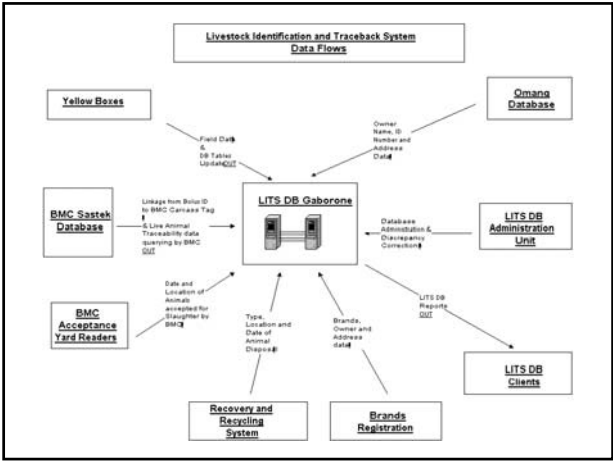 Livestock Identification and Traceback System
Data Flows
Yellow Boxes
Omang
Database
Field Data
&
DB Tables
Update OUT
Owner
Name, ID
Number and
Address
Data
BMC Sastek
Database
Linkage from Bolus ID
to BMC Carcass Tag
& Live Animal
Traceability data
querying by BMC
OUT
LITS DB Gaborone
Database
Administration &
Discrepancy
Correction
LITS DB
Administration
Unit
BMC
Acceptance
Yard Readers
Date and
Location of
Animals
accepted for
Slaughter by
BMC
Type,
Location and
Date of
Animal
Disposal
Brands,
Owner and
Address
data
LITS DB
Reports
OUT
LITS DB
Clients
Recovery and
Recycling
System
Brands
Registration